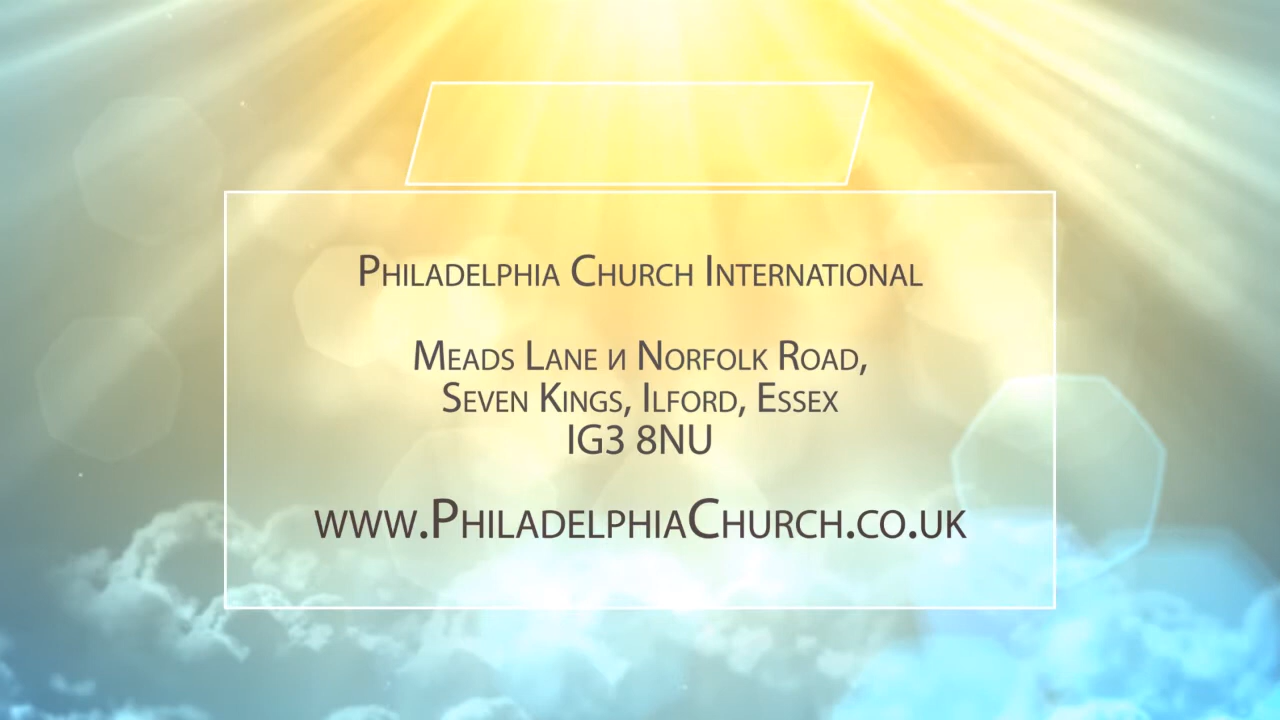 Philadelphia Church International
Meads Lane и Norfolk Road,
Seven Kings, Ilford, Essex
IG3 8NU
www.PhiladelphiaChurch.co.uk